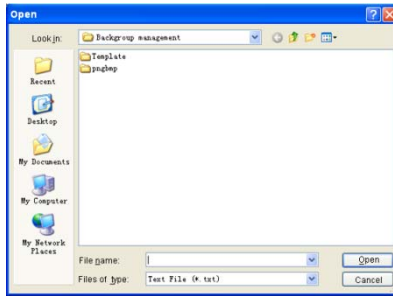 Open
Look in: Backgroup management
Template
pngbmp
Recent
Desktop
My Documents
My Computer
My Network
Places
File name:
Open
Files of type: Text File (*.txt)
Cancel